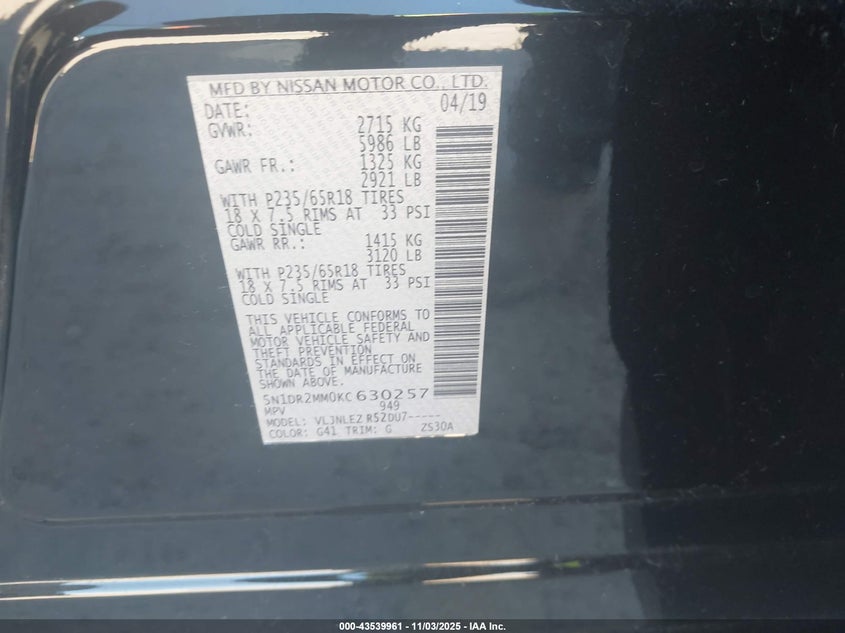 MFD BY NISSAN MOTOR CO., LTD.
DATE: 04/19
GVWR: 2715 KG
5986 LB
GAWR FR.: 1325 KG
2921 LB
WITH P235/65R18 TIRES
18 X 7.5 RIMS AT 33 PSI
COLD SINGLE
GAWR RR.: 1415 KG
3120 LB
WITH P235/65R18 TIRES
18 X 7.5 RIMS AT 33 PSI
COLD SINGLE
THIS VEHICLE CONFORMS TO
ALL APPLICABLE FEDERAL
MOTOR VEHICLE SAFETY AND
THEFT PREVENTION
STANDARDS IN EFFECT ON
THE DATE OF MANUFACTURE
SHOWN ABOVE.
5N1DR2MM0KC630257
MPV 949
MODEL: VLJNLEZ R52DU7-----
COLOR: G41 TRIM: G ZS30A
000-43539961 - 11/03/2025 - IAA Inc.